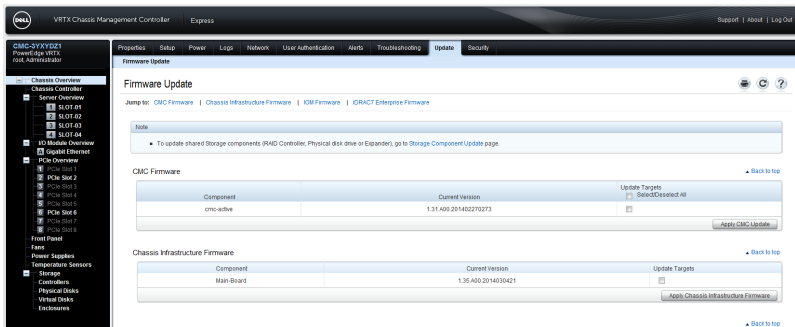 DELL VRTX Chassis Management Controller Express Support | About | Log Out
CMC-3YXYDZ1
PowerEdge VRTX
root, Administrator
Properties Setup Power Logs Network User Authentication Alerts Troubleshooting Update Security
Firmware Update
Chassis Overview
Chassis Controller
Server Overview
1 SLOT-01
2 SLOT-02
3 SLOT-03
4 SLOT-04
I/O Module Overview
A Gigabit Ethernet
PCIe Overview
1 PCIe Slot 1
2 PCIe Slot 2
3 PCIe Slot 3
4 PCIe Slot 4
5 PCIe Slot 5
6 PCIe Slot 6
7 PCIe Slot 7
8 PCIe Slot 8
Front Panel
Fans
Power Supplies
Temperature Sensors
Storage
Controllers
Physical Disks
Virtual Disks
Enclosures
Firmware Update
Jump to: CMC Firmware | Chassis Infrastructure Firmware | IOM Firmware | iDRAC7 Enterprise Firmware
Note
To update shared Storage components (RAID Controller, Physical disk drive or Expander), go to Storage Component Update page.
CMC Firmware Back to top
Component Current Version Update Targets
Select/Deselect All
cmc-active 1.31.A00.201402270273
Apply CMC Update
Chassis Infrastructure Firmware Back to top
Component Current Version Update Targets
Main-Board 1.35.A00.2014030421
Apply Chassis Infrastructure Firmware
Back to top